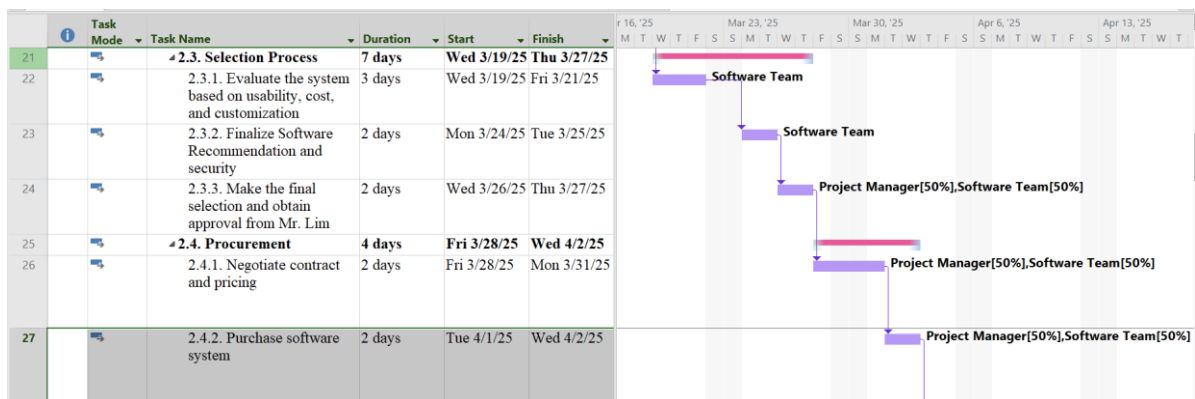 Task Mode Task Name Duration Start Finish
r 16, '25 Mar 23, '25 Mar 30, '25 Apr 6, '25 Apr 13, '25
M T W T F S S M T W T F S S M T W T F S S M T W T F S S M T W T
21 2.3. Selection Process 7 days Wed 3/19/25 Thu 3/27/25
22 2.3.1. Evaluate the system 3 days Wed 3/19/25 Fri 3/21/25 Software Team
based on usability, cost,
and customization
23 2.3.2. Finalize Software 2 days Mon 3/24/25 Tue 3/25/25 Software Team
Recommendation and
security
24 2.3.3. Make the final 2 days Wed 3/26/25 Thu 3/27/25 Project Manager[50%],Software Team[50%]
selection and obtain
approval from Mr. Lim
25 2.4. Procurement 4 days Fri 3/28/25 Wed 4/2/25
26 2.4.1. Negotiate contract 2 days Fri 3/28/25 Mon 3/31/25 Project Manager[50%],Software Team[50%]
and pricing
27 2.4.2. Purchase software 2 days Tue 4/1/25 Wed 4/2/25 Project Manager[50%],Software Team[50%]
system